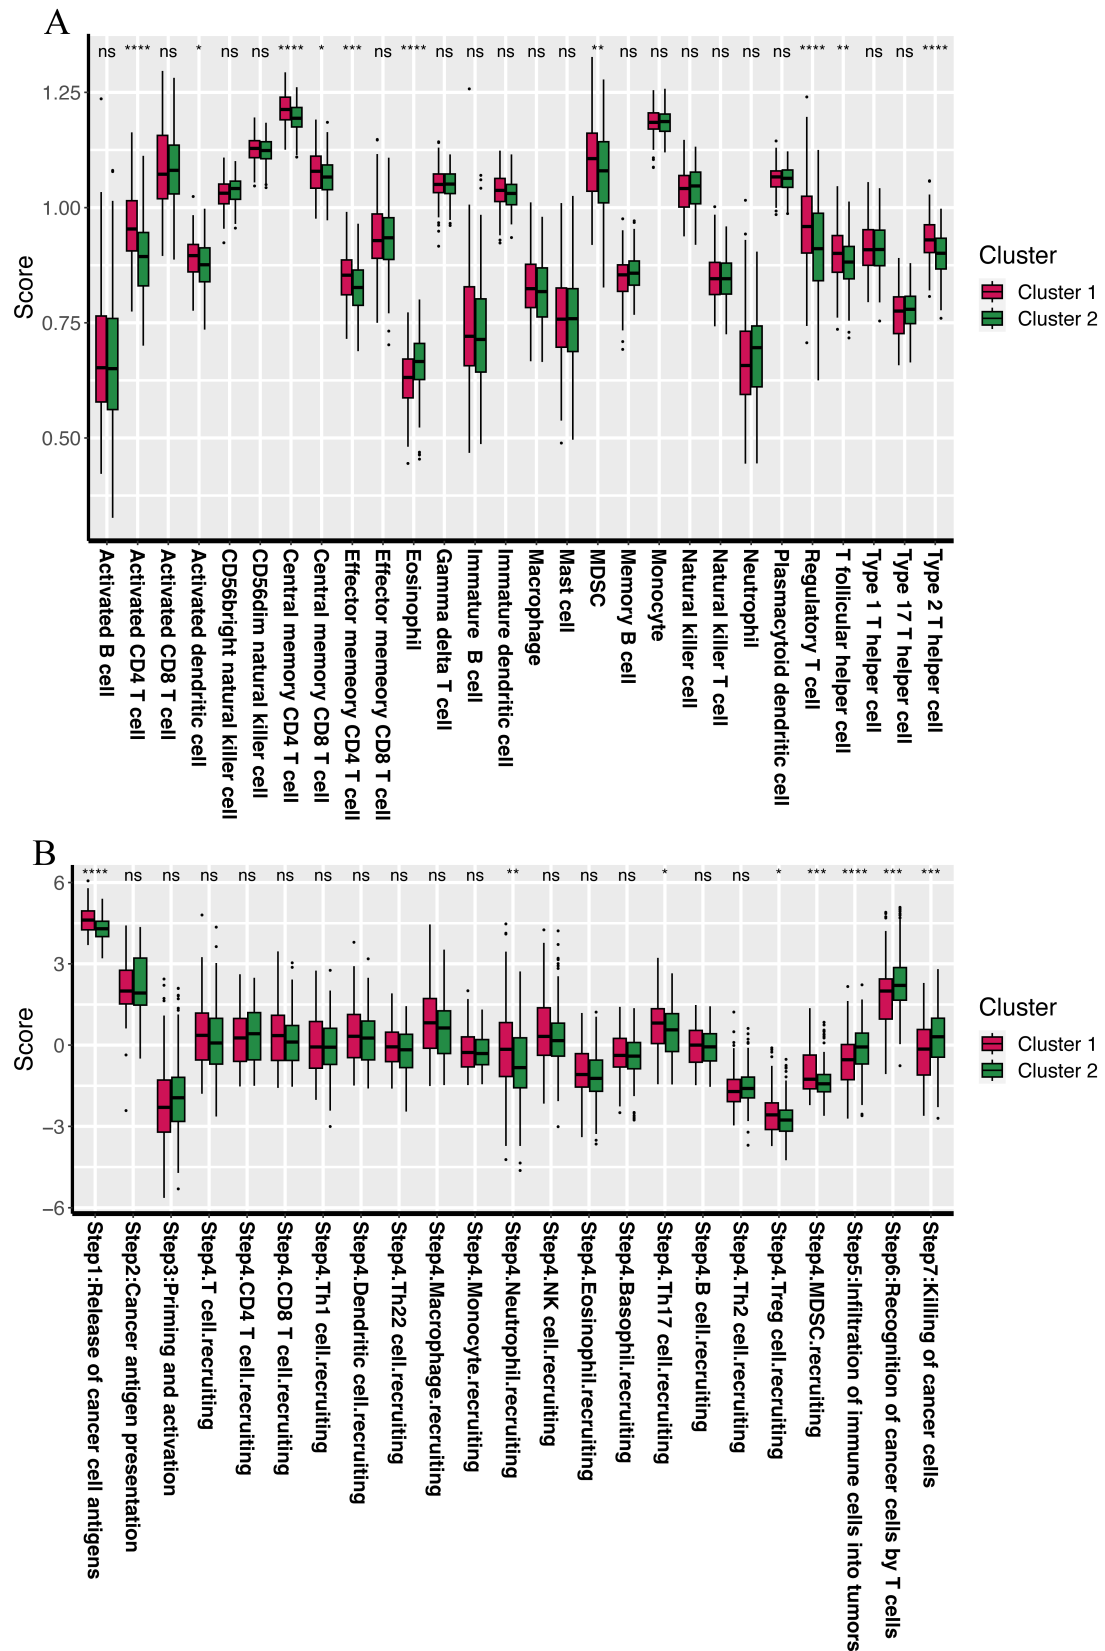 A
ns **** ns * ns ns **** * *** ns **** ns ns ns ns ns ** ns ns ns ns ns ns **** ** ns ns ****
1.25
1.00
0.75
0.50
Score
Cluster
Cluster 1
Cluster 2
Activated B cell
Activated CD4 T cell
Activated CD8 T cell
Activated dendritic cell
CD56bright natural killer cell
CD56dim natural killer cell
Central memory CD4 T cell
Central memory CD8 T cell
Effector memeory CD4 T cell
Effector memeory CD8 T cell
Eosinophil
Gamma delta T cell
Immature  B cell
Immature dendritic cell
Macrophage
Mast cell
MDSC
Memory B cell
Monocyte
Natural killer cell
Natural killer T cell
Neutrophil
Plasmacytoid dendritic cell
Regulatory T cell
T follicular helper cell
Type 1 T helper cell
Type 17 T helper cell
Type 2 T helper cell
B
**** ns ns ns ns ns ns ns ns ns ns ** ns ns ns * ns ns * *** **** *** ***
6
3
0
−3
−6
Score
Cluster
Cluster 1
Cluster 2
Step1:Release of cancer cell antigens
Step2:Cancer antigen presentation
Step3:Priming and activation
Step4.T cell.recruiting
Step4.CD4 T cell.recruiting
Step4.CD8 T cell.recruiting
Step4.Th1 cell.recruiting
Step4.Dendritic cell.recruiting
Step4.Th22 cell.recruiting
Step4.Macrophage.recruiting
Step4.Monocyte.recruiting
Step4.Neutrophil.recruiting
Step4.NK cell.recruiting
Step4.Eosinophil.recruiting
Step4.Basophil.recruiting
Step4.Th17 cell.recruiting
Step4.B cell.recruiting
Step4.Th2 cell.recruiting
Step4.Treg cell.recruiting
Step4.MDSC.recruiting
Step5:Infiltration of immune cells into tumors
Step6:Recognition of cancer cells by T cells
Step7:Killing of cancer cells